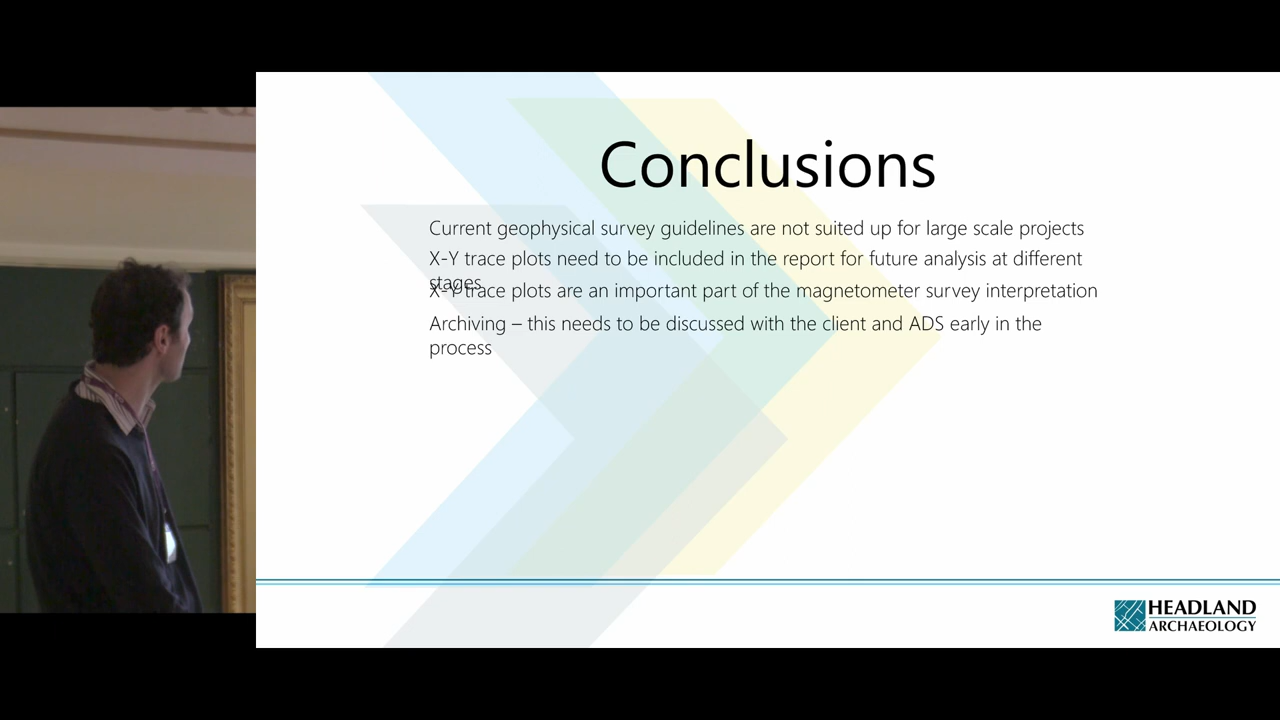 Conclusions
Current geophysical survey guidelines are not suited up for large scale projects
X-Y trace plots need to be included in the report for future analysis at different
stages
X-Y trace plots are an important part of the magnetometer survey interpretation
Archiving – this needs to be discussed with the client and ADS early in the
process
HEADLAND
ARCHAEOLOGY